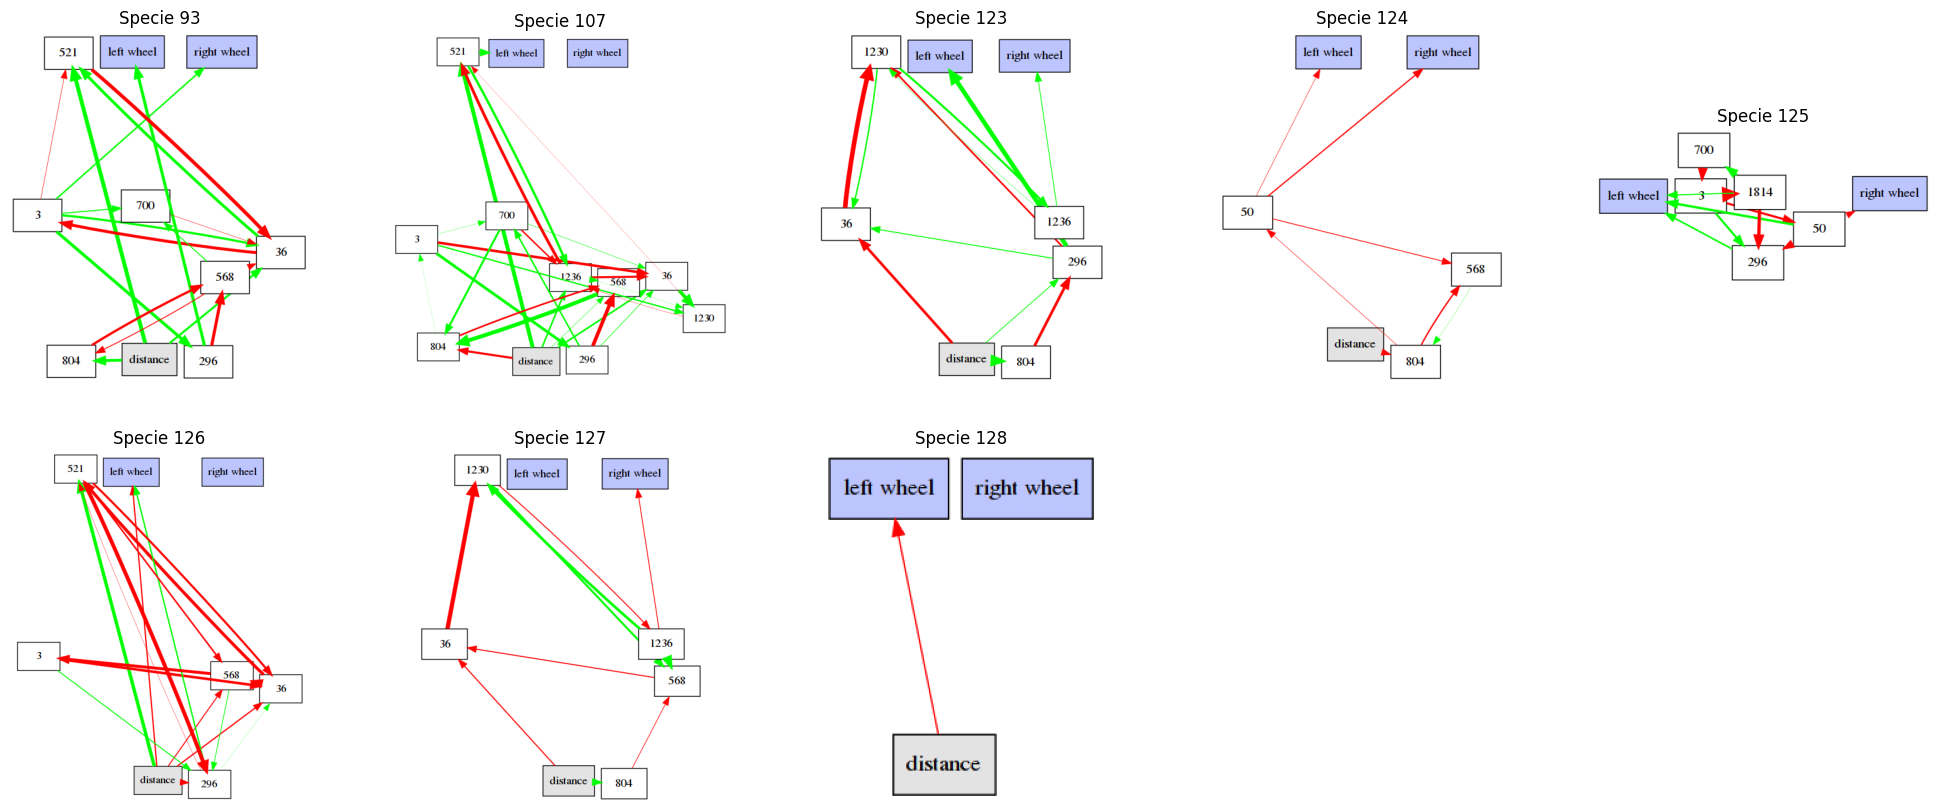 Specie 93
521
left wheel
right wheel
3
700
36
568
804
distance
296
Specie 107
521
left wheel
right wheel
3
700
1236
568
36
1230
804
distance
296
Specie 123
1230
left wheel
right wheel
36
1236
296
distance
804
Specie 124
left wheel
right wheel
50
568
distance
804
Specie 125
700
left wheel
3
1814
right wheel
50
296
Specie 126
521
left wheel
right wheel
3
568
36
distance
296
Specie 127
1230
left wheel
right wheel
36
1236
568
distance
804
Specie 128
left wheel
right wheel
distance